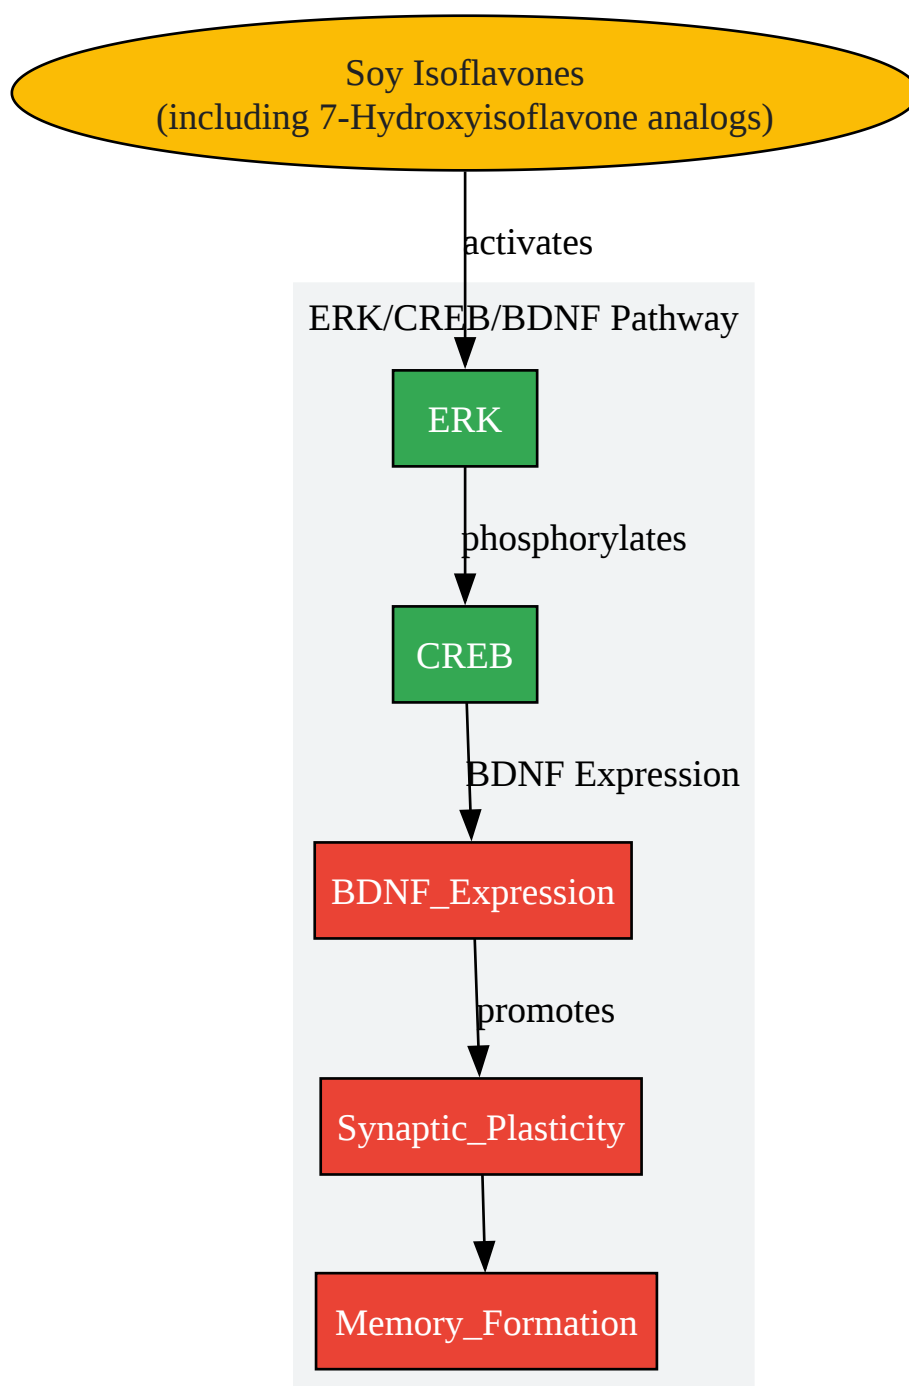 Soy Isoflavones
(including 7-Hydroxyisoflavone analogs)
activates
ERK/CREB/BDNF Pathway
ERK
phosphorylates
CREB
BDNF Expression
BDNF_Expression
promotes
Synaptic_Plasticity
Memory_Formation